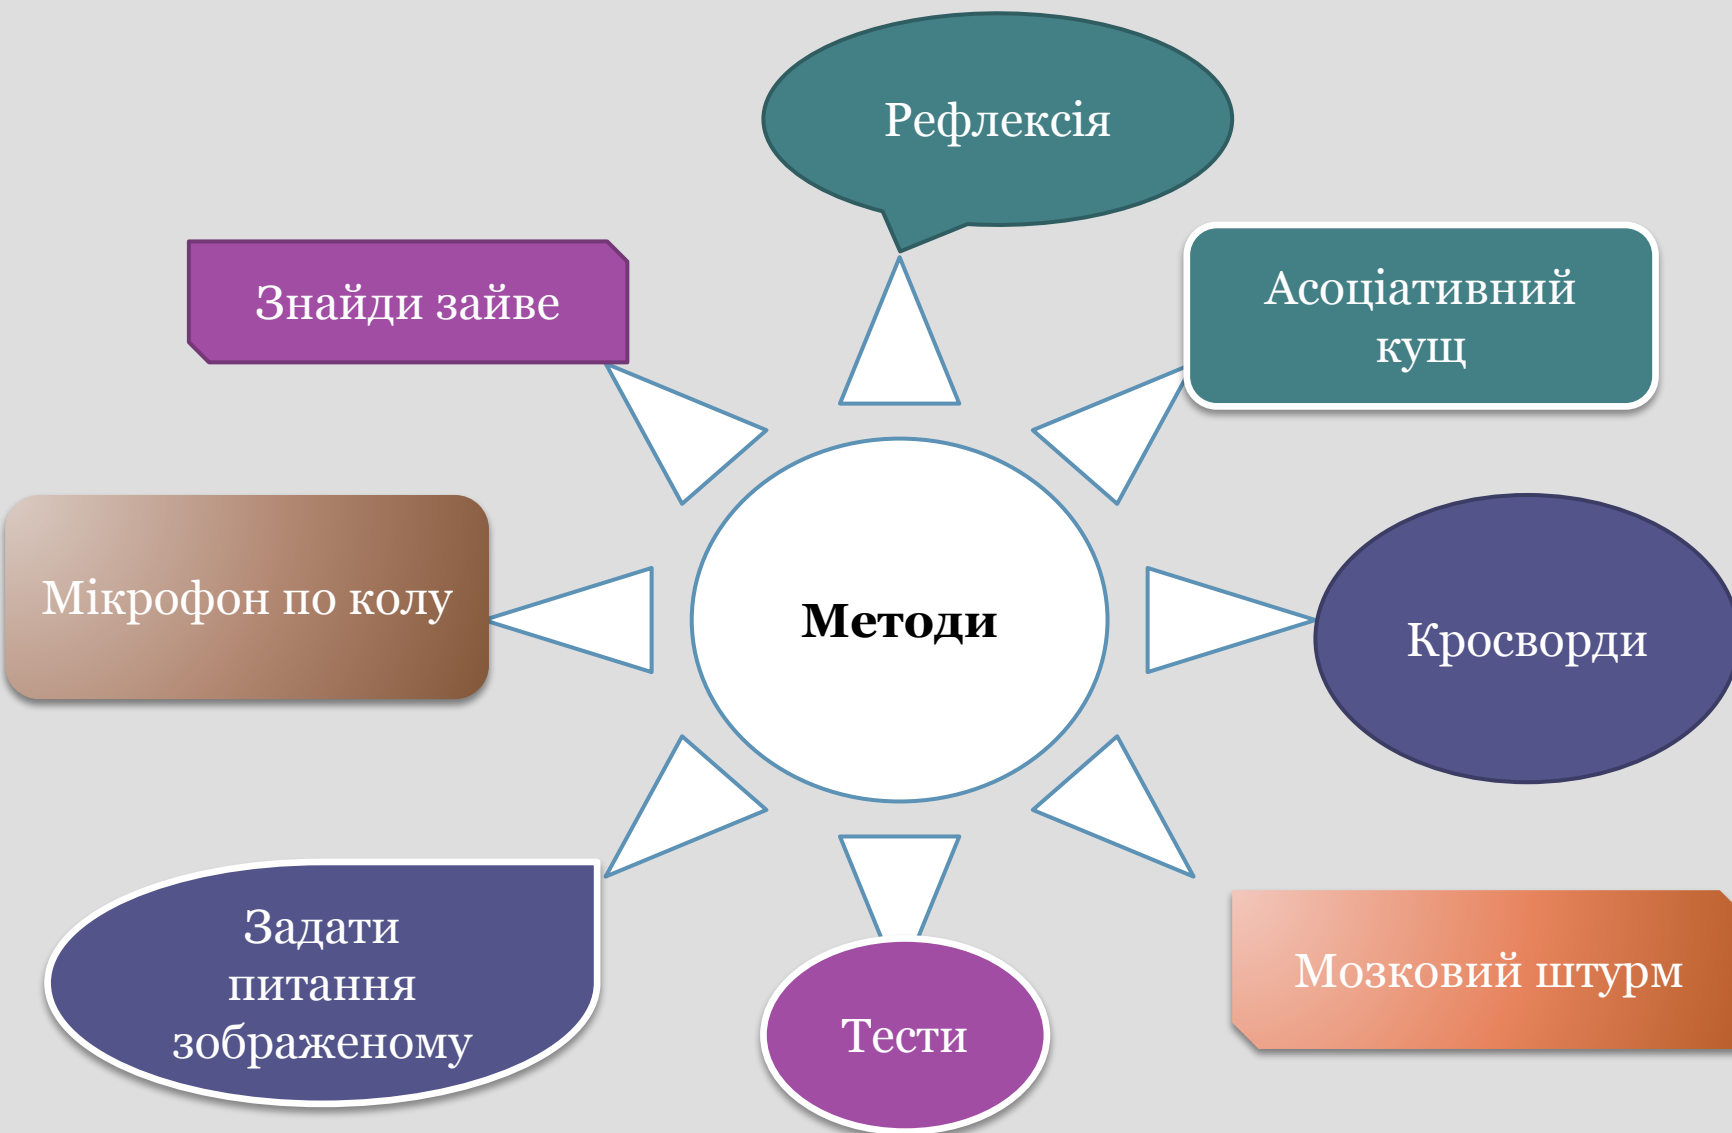 Рефлексія
Знайди зайве
Асоціативний
кущ
Мікрофон по колу
Методи
Кросворди
Задати
питання
зображеному
Мозковий штурм
Тести